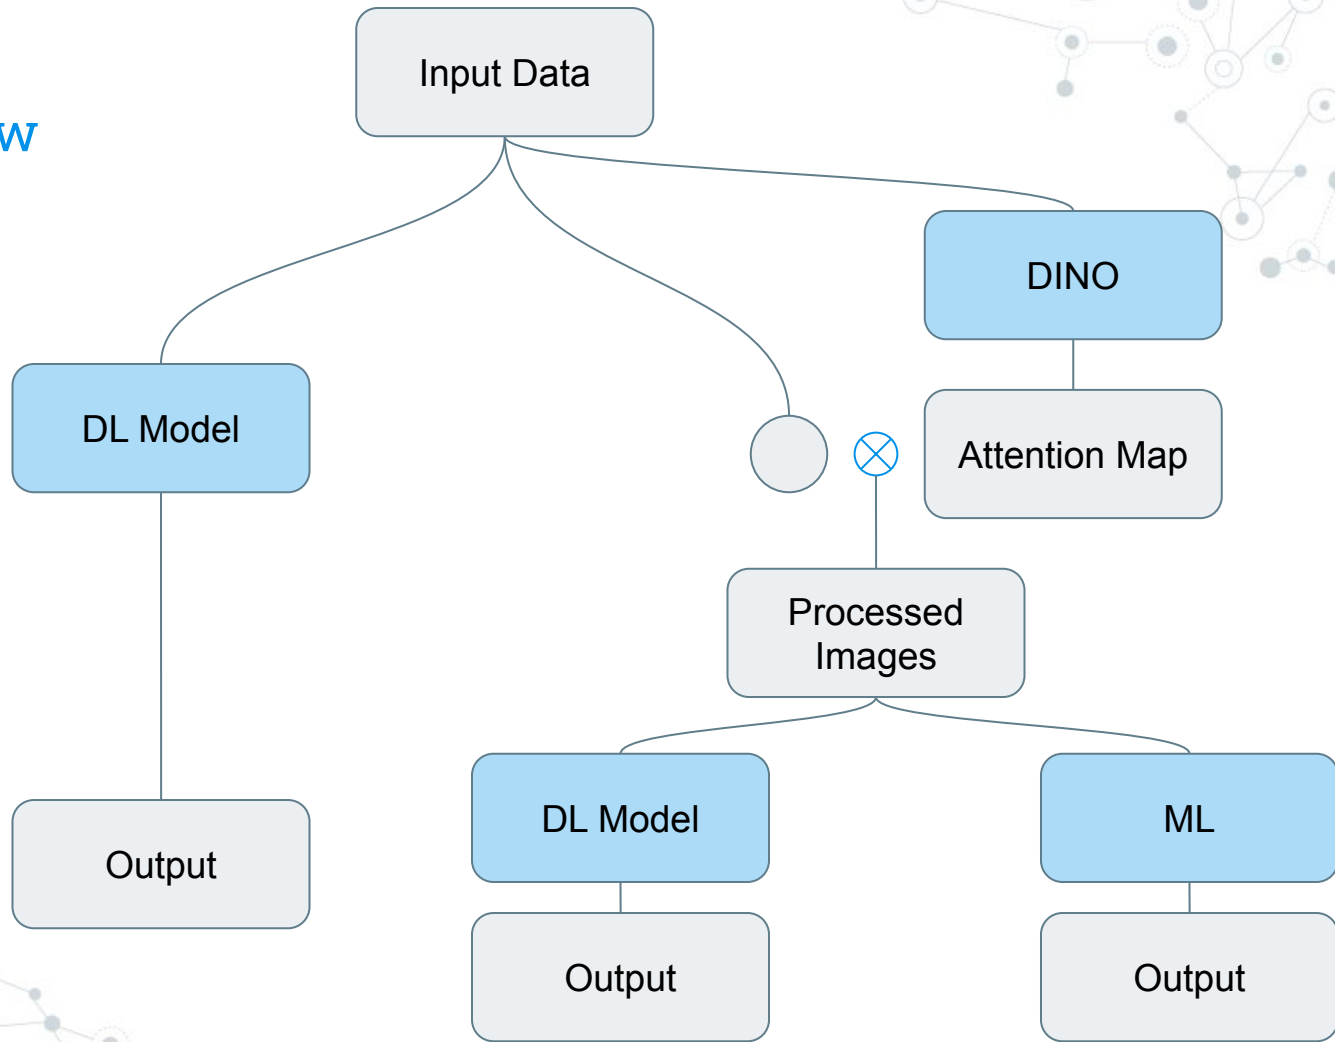 Input Data
w
DINO
DL Model
Attention Map
Processed
Images
DL Model
ML
Output
Output
Output